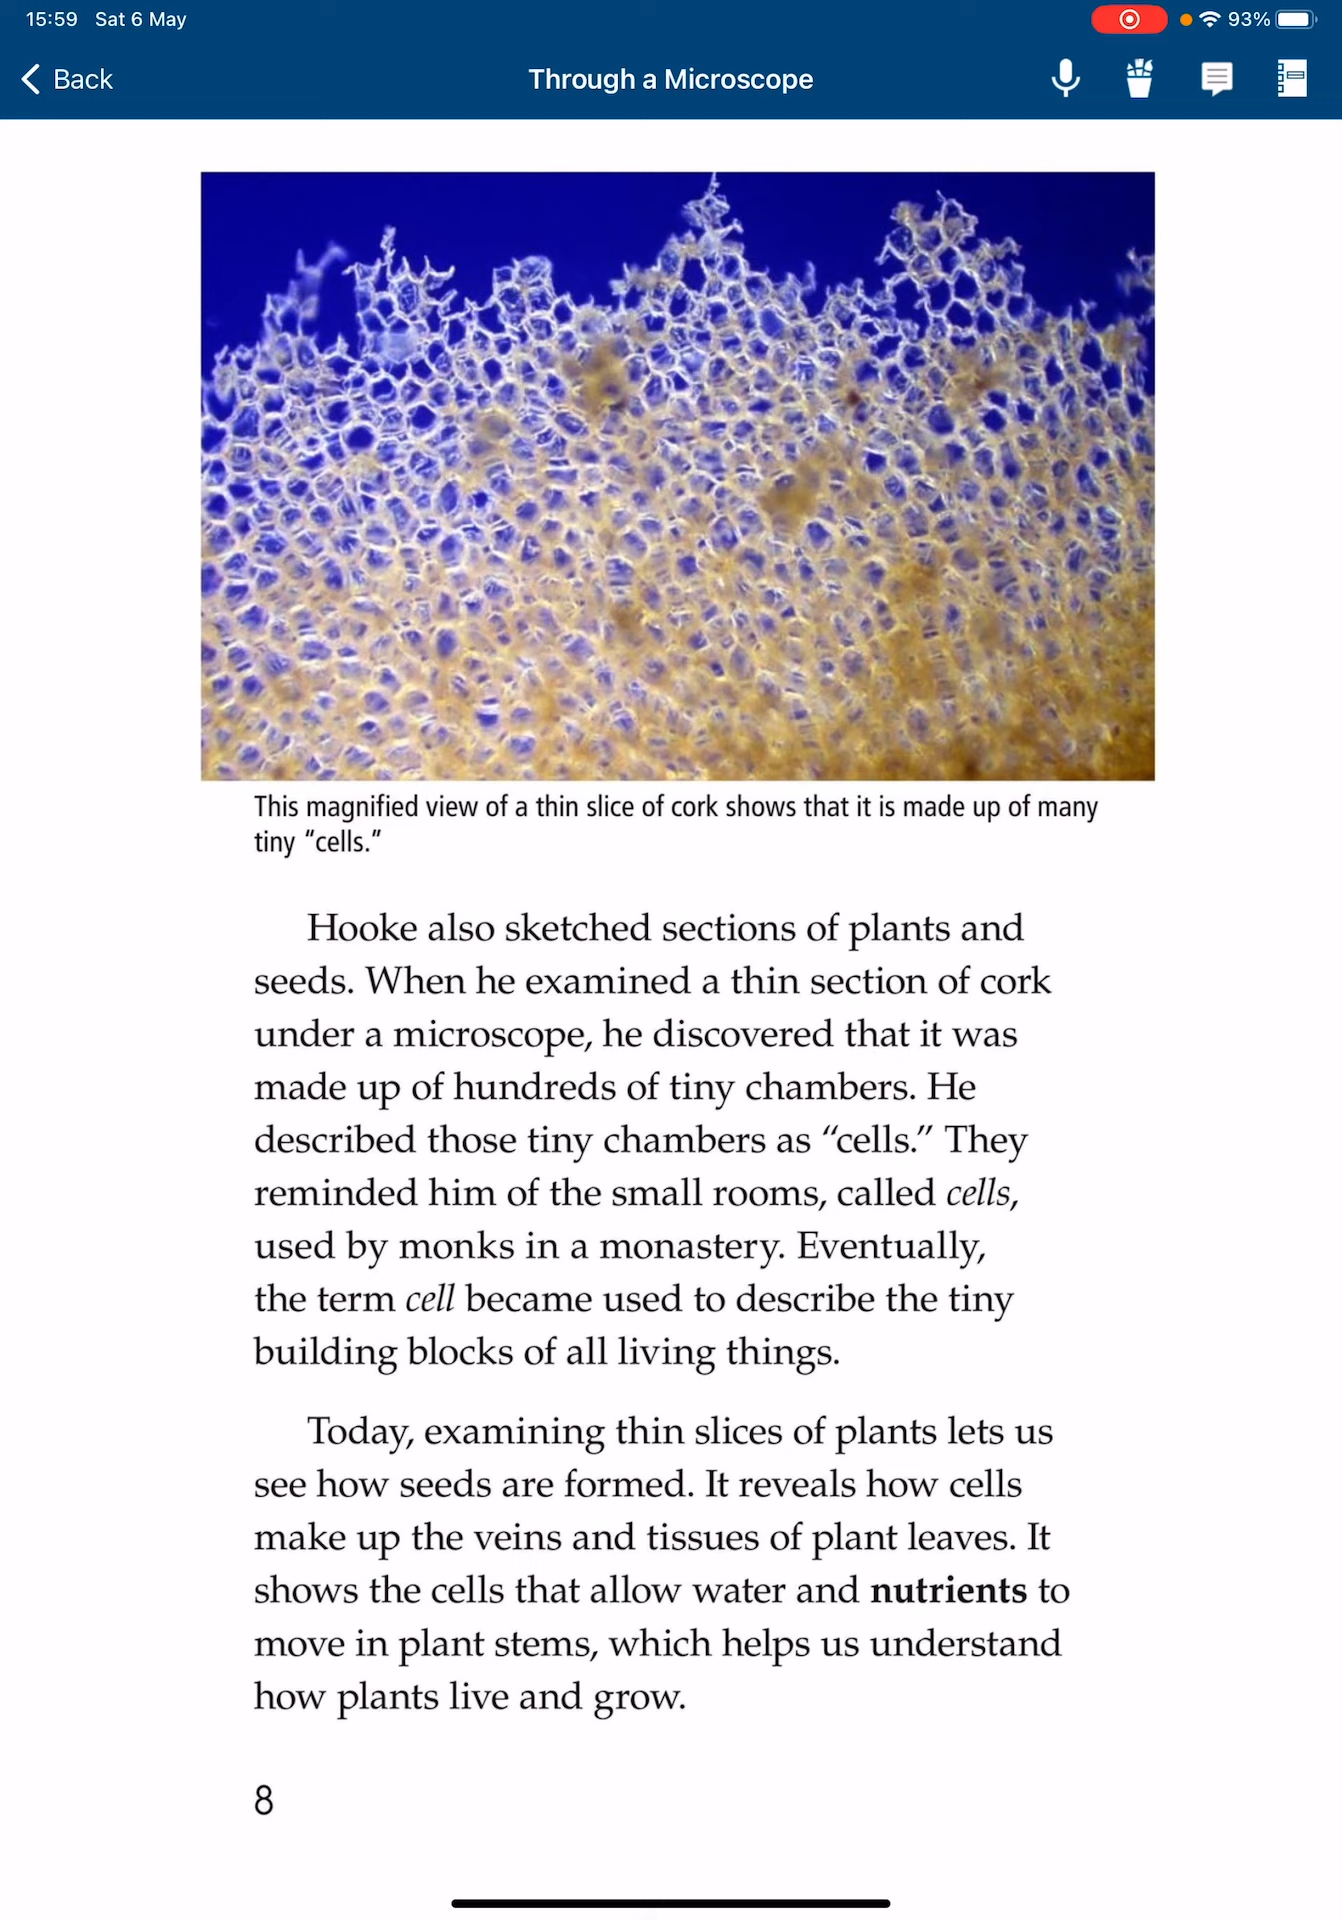 15:59 Sat 6 May
93%
Back
Through a Microscope
This magnified view of a thin slice of cork shows that it is made up of many
tiny “cells.”
Hooke also sketched sections of plants and
seeds. When he examined a thin section of cork
under a microscope, he discovered that it was
made up of hundreds of tiny chambers. He
described those tiny chambers as “cells.” They
reminded him of the small rooms, called cells,
used by monks in a monastery. Eventually,
the term cell became used to describe the tiny
building blocks of all living things.
Today, examining thin slices of plants lets us
see how seeds are formed. It reveals how cells
make up the veins and tissues of plant leaves. It
shows the cells that allow water and nutrients to
move in plant stems, which helps us understand
how plants live and grow.
8